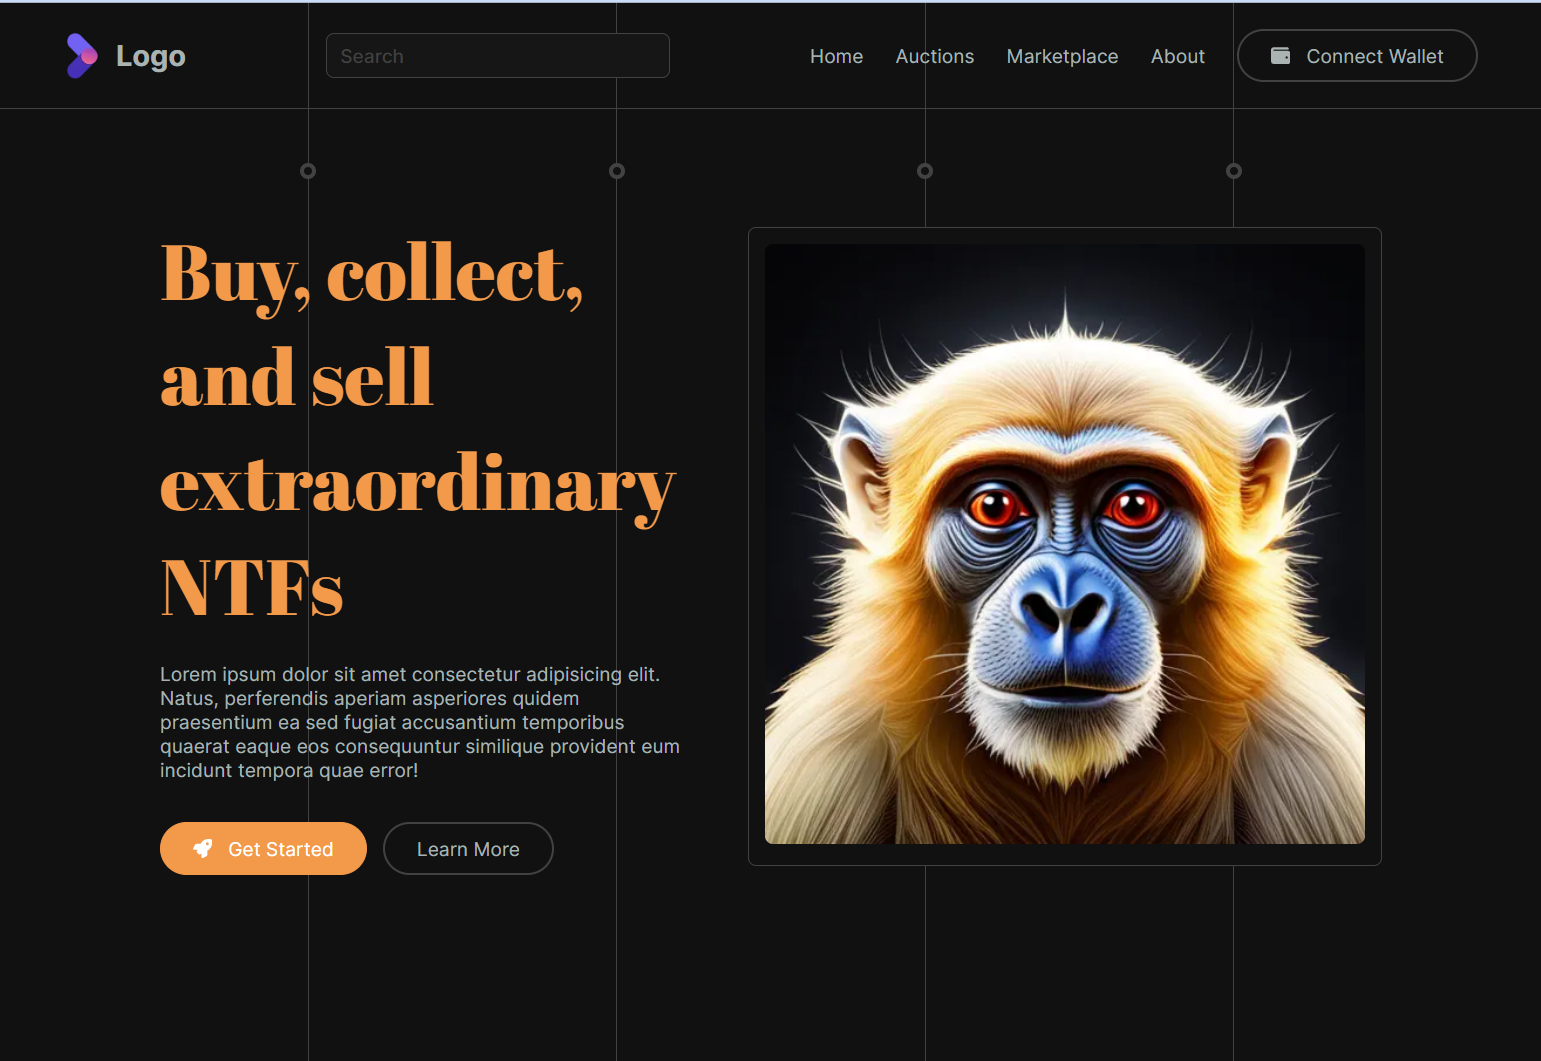 Logo
Search
Home
Auctions
Marketplace
About
Connect Wallet
Buy, collect,
and sell
extraordinary
NTFs
Lorem ipsum dolor sit amet consectetur adipisicing elit.
Natus, perferendis aperiam asperiores quidem
praesentium ea sed fugiat accusantium temporibus
quaerat eaque eos consequuntur similique provident eum
incidunt tempora quae error!
Get Started
Learn More